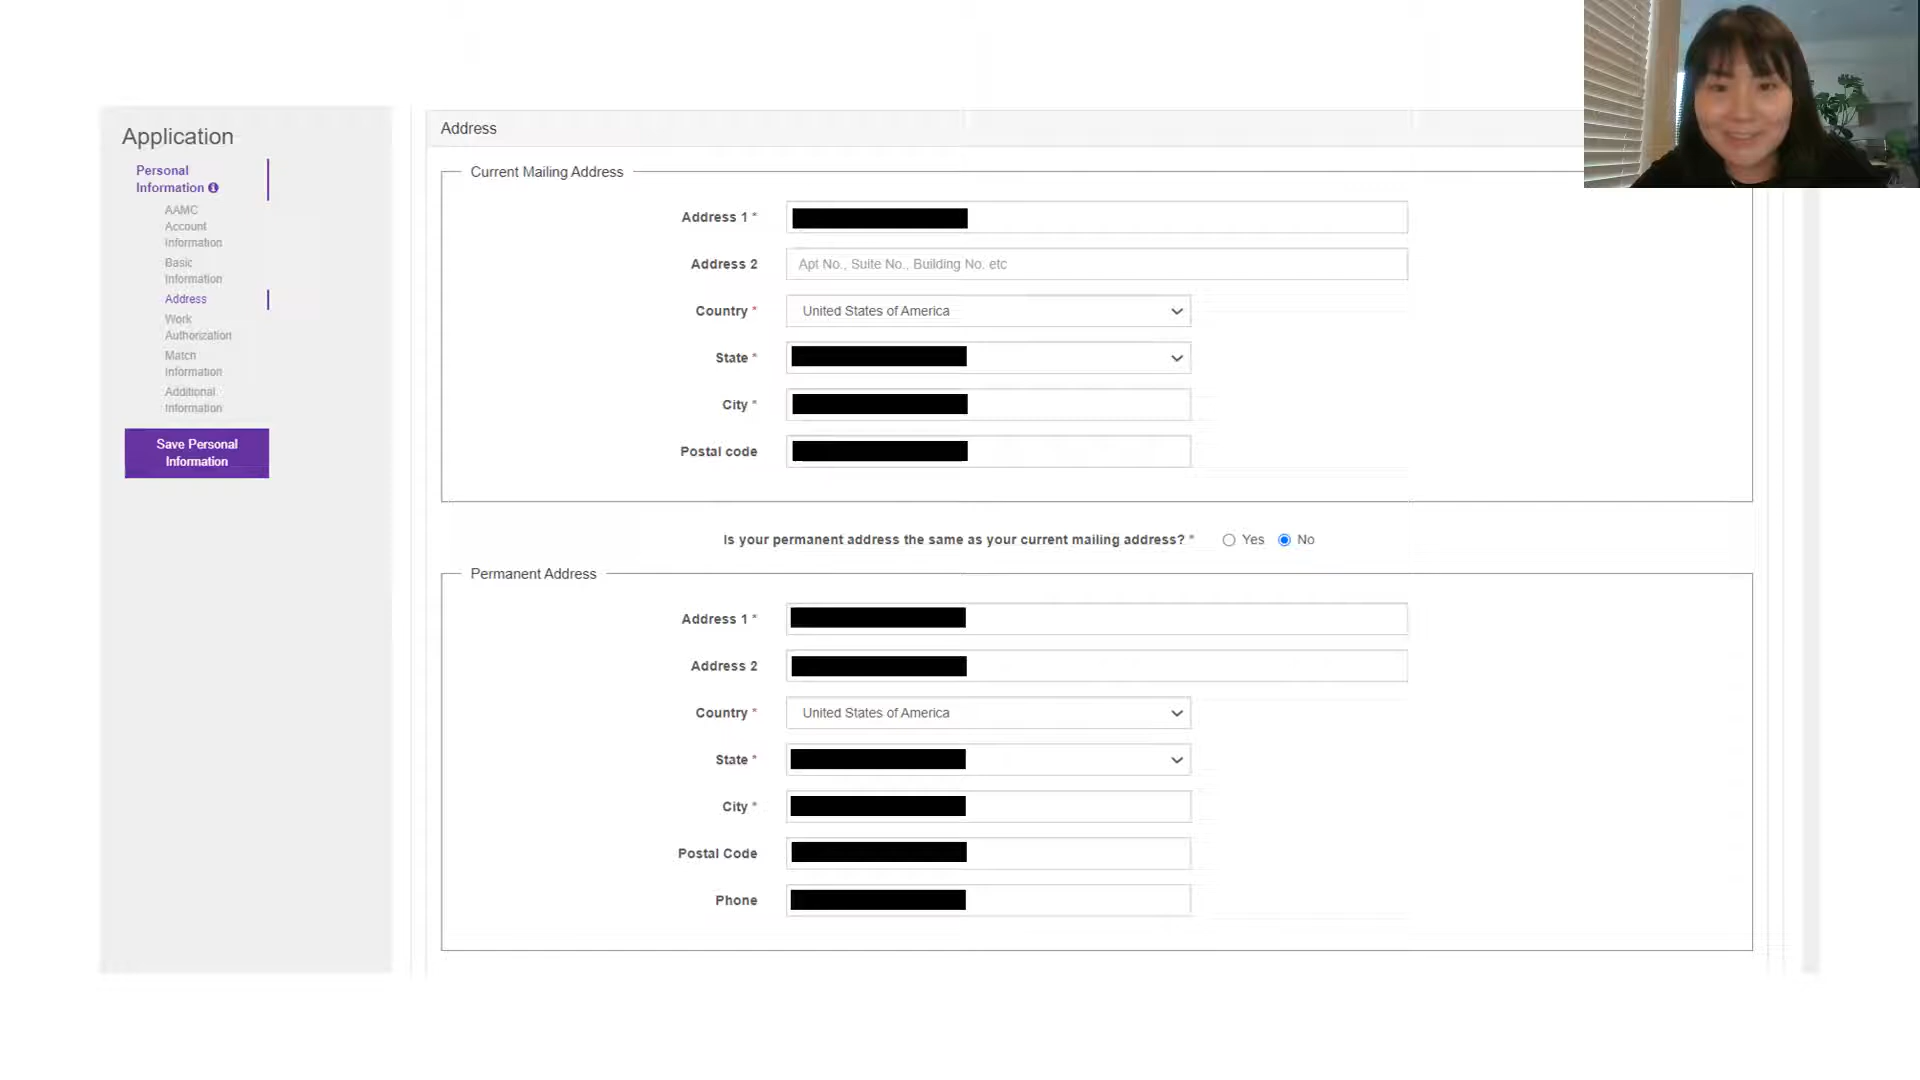 Application
Personal
Information
AAMC
Account
Information
Basic
Information
Address
Work
Authorization
Match
Information
Additional
Information
Save Personal
Information
Address
Current Mailing Address
Address 1 *
Address 2 Apt No., Suite No., Building No. etc
Country * United States of America
State *
City *
Postal code
Is your permanent address the same as your current mailing address? * Yes No
Permanent Address
Address 1 *
Address 2
Country * United States of America
State *
City *
Postal Code
Phone